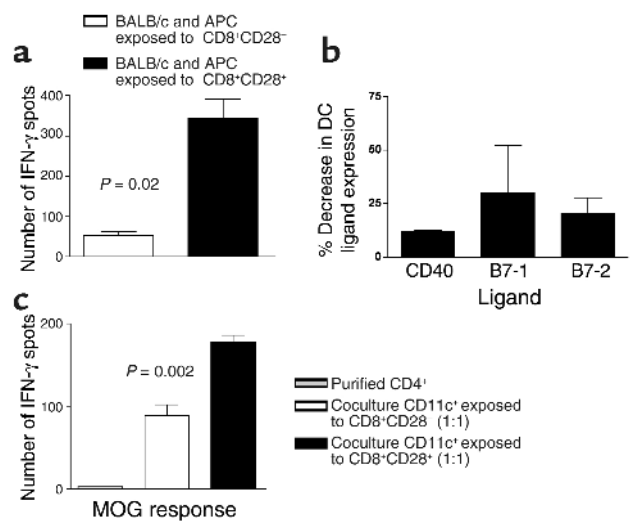 BALB/c and APC
exposed to CD8⁺CD28⁻
BALB/c and APC
exposed to CD8⁺CD28⁺
a
b
Number of IFN-γ spots
400
300
200
100
0
P = 0.02
% Decrease in DC
ligand expression
75
50
25
0
CD40 B7-1 B7-2
Ligand
c
Number of IFN-γ spots
200
100
0
P = 0.002
MOG response
Purified CD4⁺
Coculture CD11c⁺ exposed
to CD8⁺CD28 (1:1)
Coculture CD11c⁺ exposed
to CD8⁺CD28⁺ (1:1)